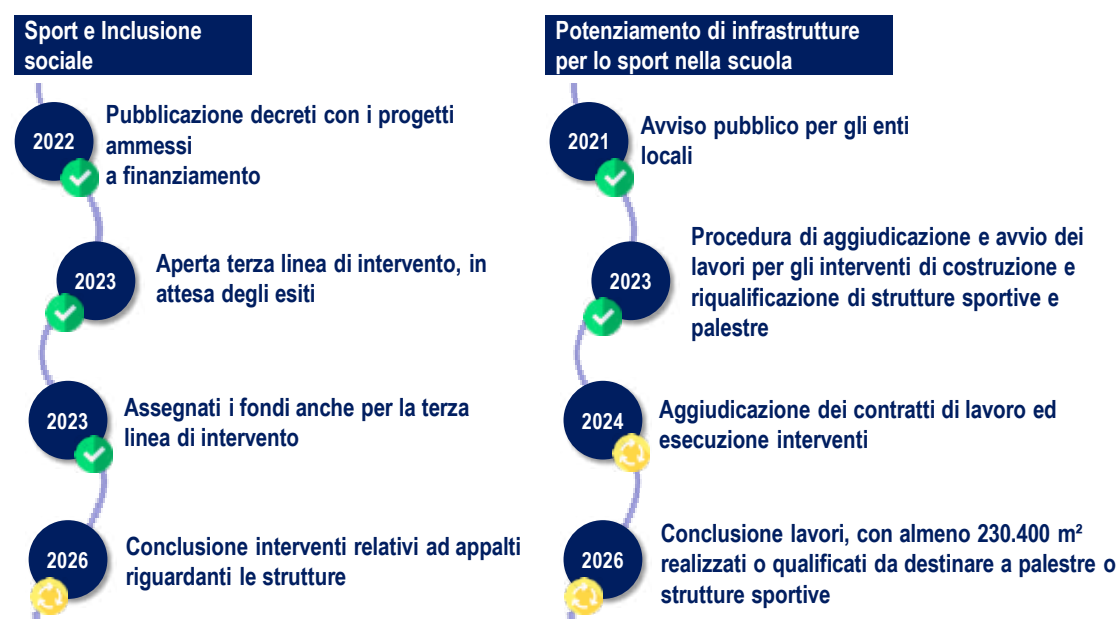 Sport e Inclusione
sociale
2022
Pubblicazione decreti con i progetti
ammessi
a finanziamento
2023
Aperta terza linea di intervento, in
attesa degli esiti
2023
Assegnati i fondi anche per la terza
linea di intervento
2026
Conclusione interventi relativi ad appalti
riguardanti le strutture
Potenziamento di infrastrutture
per lo sport nella scuola
2021
Avviso pubblico per gli enti
locali
2023
Procedura di aggiudicazione e avvio dei
lavori per gli interventi di costruzione e
riqualificazione di strutture sportive e
palestre
2024
Aggiudicazione dei contratti di lavoro ed
esecuzione interventi
2026
Conclusione lavori, con almeno 230.400 m²
realizzati o qualificati da destinare a palestre o
strutture sportive